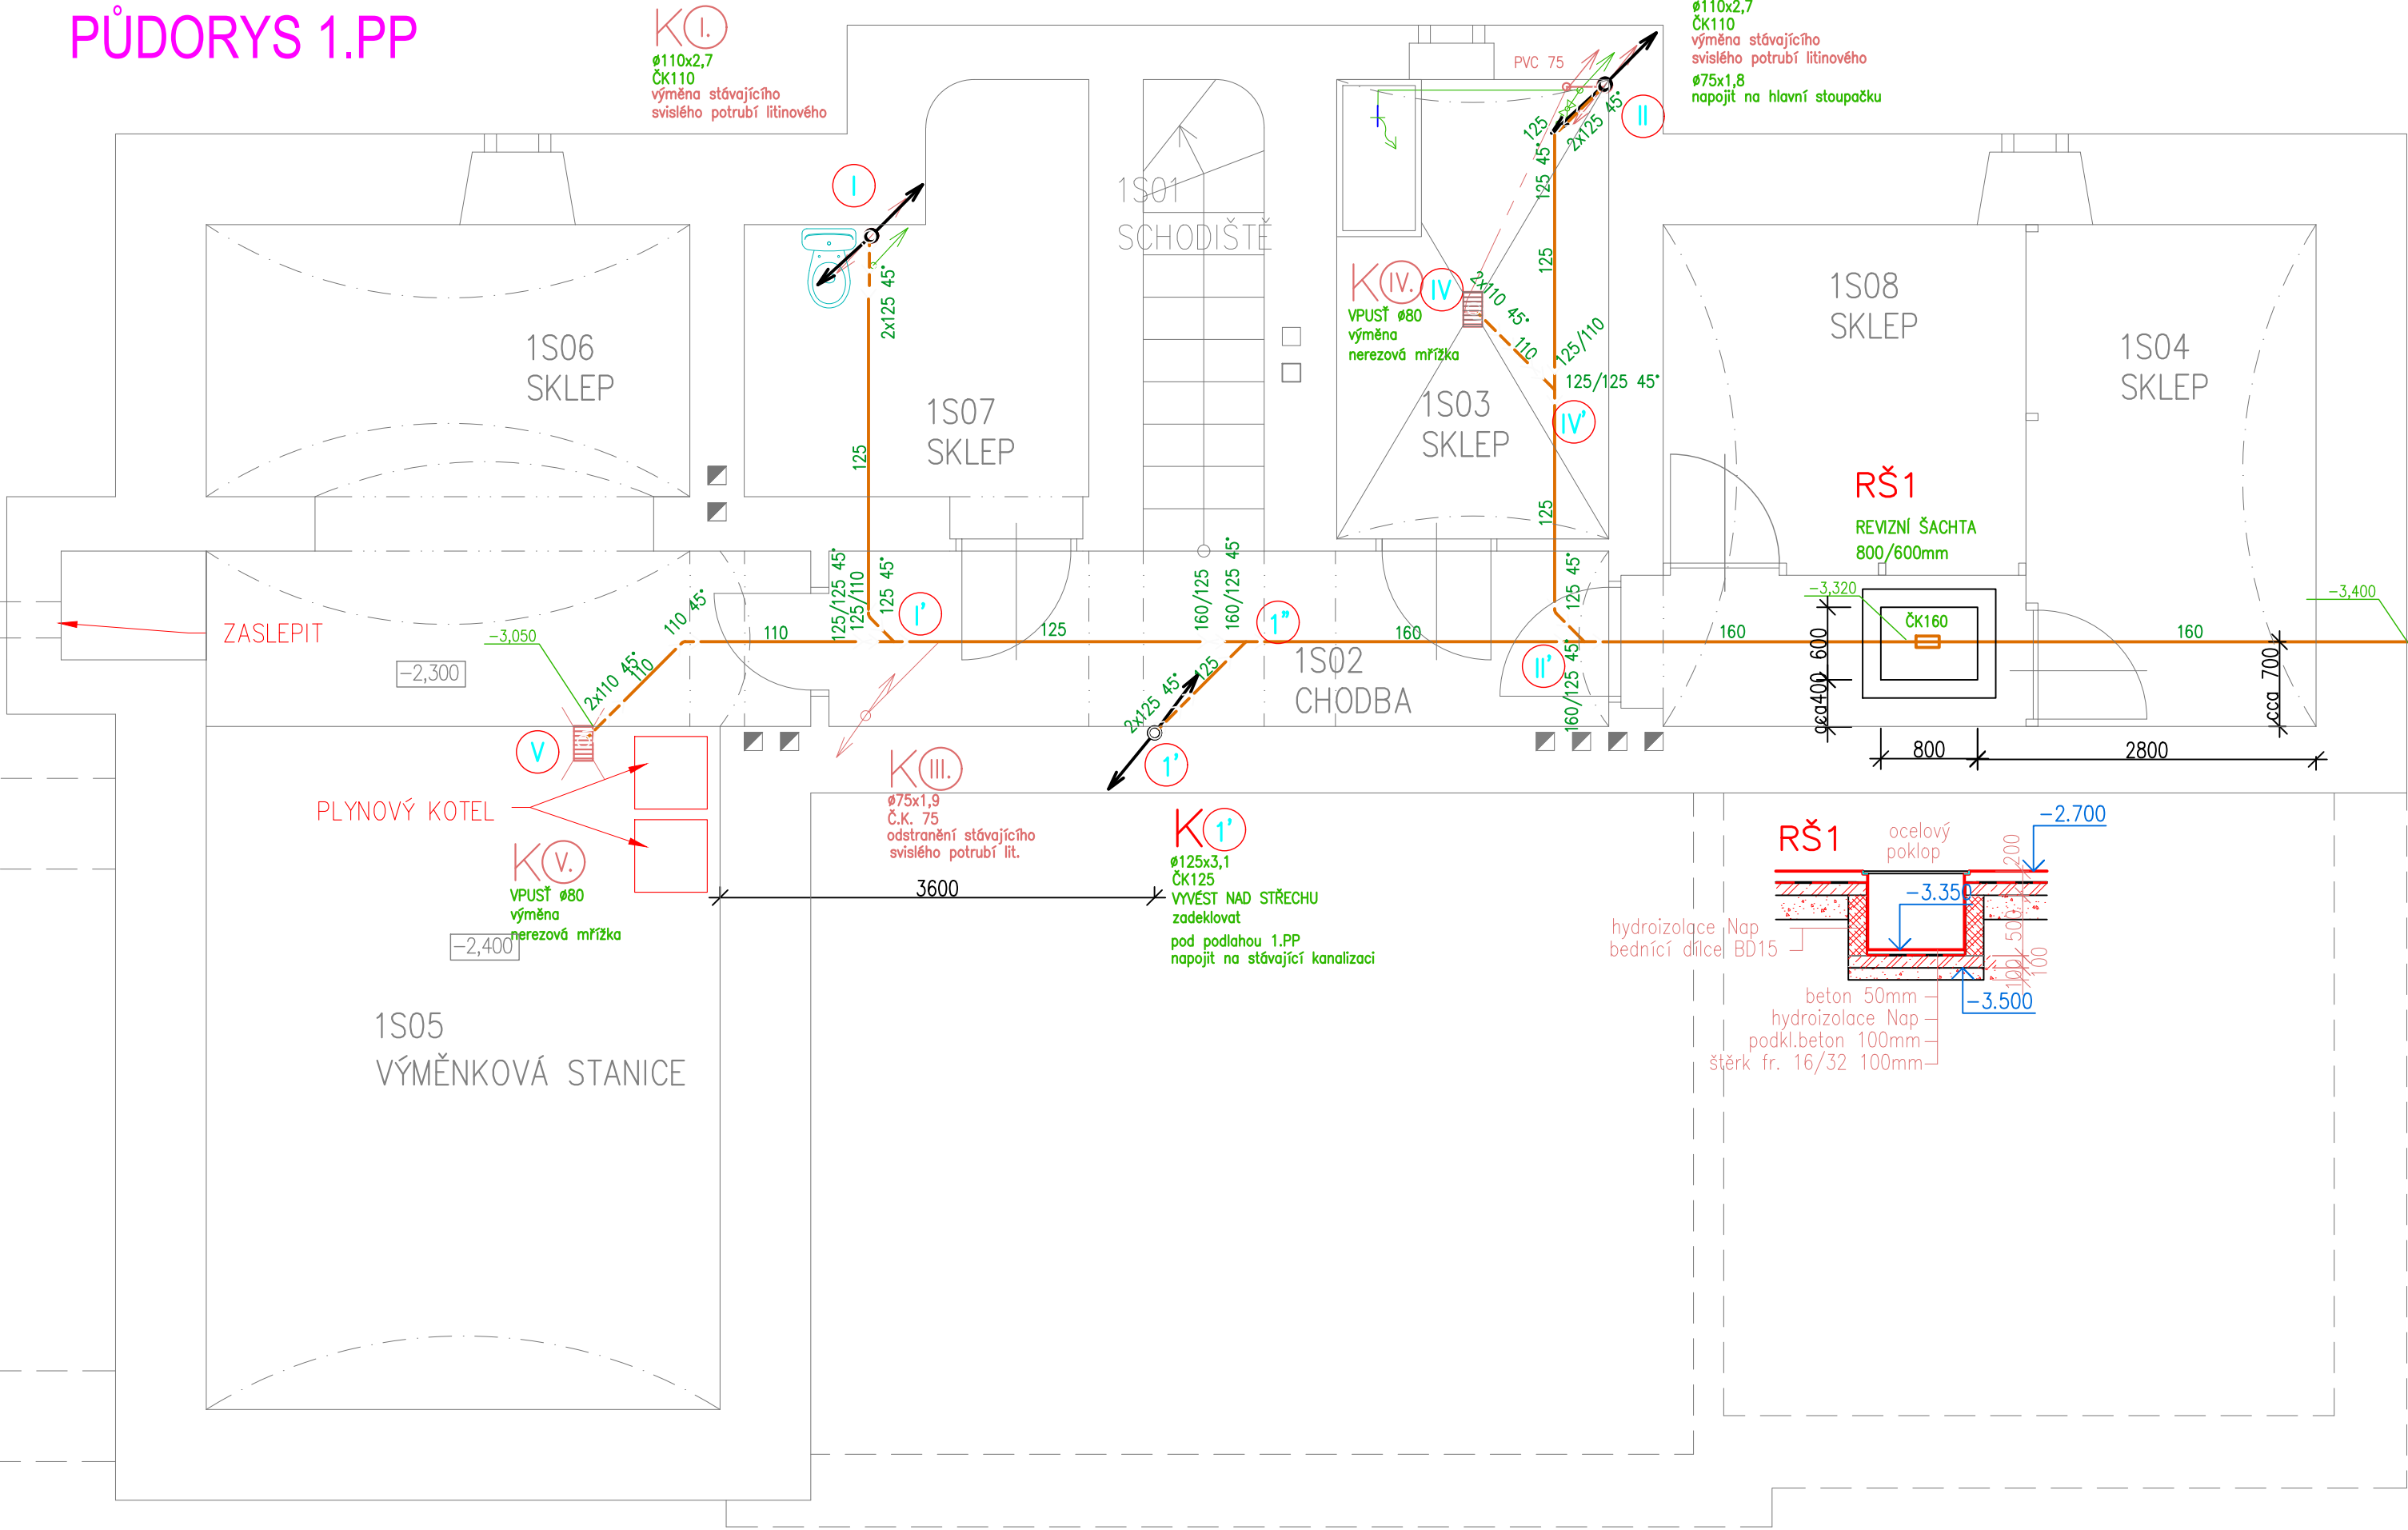 PŮDORYS 1.PP
K I.
ø110x2,7
ČK110
výměna stávajícího
svislého potrubí litinového
ø110x2,7
ČK110
výměna stávajícího
svislého potrubí litinového
ø75x1,8
napojit na hlavní stoupačku
PVC 75
II
45°
125
2x125
125 45°
I
2x125 45°
1S01
SCHODIŠTĚ
K IV.
IV
VPUSŤ ø80
výměna
nerezová mřížka
2x110 45°
110
125
125/110
125/125 45°
IV'
1S06
SKLEP
1S07
SKLEP
1S03
SKLEP
1S08
SKLEP
1S04
SKLEP
125
125
RŠ1
REVIZNÍ ŠACHTA
800/600mm
ZASLEPIT
-2,300
-3,050
110 45°
2x110 45°
110
110
125/125 45°
125/110
125 45°
I'
125
160/125
160/125 45°
1"
125
2x125 45°
1'
1S02
CHODBA
160
125 45°
II'
160/125 45°
160
-3,320
ČK160
160
-3,400
600
cca400
cca 700
800
2800
V
PLYNOVÝ KOTEL
K V.
VPUSŤ ø80
výměna
nerezová mřížka
-2,400
K III.
ø75x1,9
Č.K. 75
odstranění stávajícího
svislého potrubí lit.
3600
K 1'
ø125x3,1
ČK125
VYVÉST NAD STŘECHU
zadeklovat
pod podlahou 1.PP
napojit na stávající kanalizaci
1S05
VÝMĚNKOVÁ STANICE
RŠ1
ocelový
poklop
-2.700
200
-3.350
500
100
100
-3.500
hydroizolace Nap
bednící dílce BD15
beton 50mm
hydroizolace Nap
podkl.beton 100mm
štěrk fr. 16/32 100mm